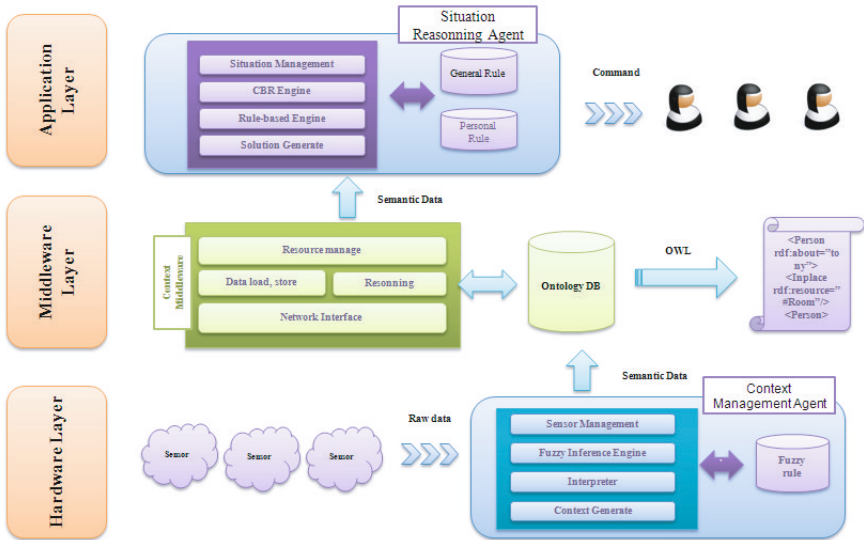 Situation
Reasonning Agent
Application
Layer
Situation Management
CBR Engine
Rule-based Engine
Solution Generate
General Rule
Personal
Rule
Command
Semantic Data
Middleware
Layer
Context
Middleware
Resource manage
Data load, store
Resonning
Network Interface
Ontology DB
OWL
<Person
rdf:about="to
ny">
<Inplace
rdf:resource="
#Room"/>
<Person>
Semantic Data
Context
Management Agent
Hardware Layer
Sensor
Sensor
Sensor
Raw data
Sensor Management
Fuzzy Inference Engine
Interpreter
Context Generate
Fuzzy
rule